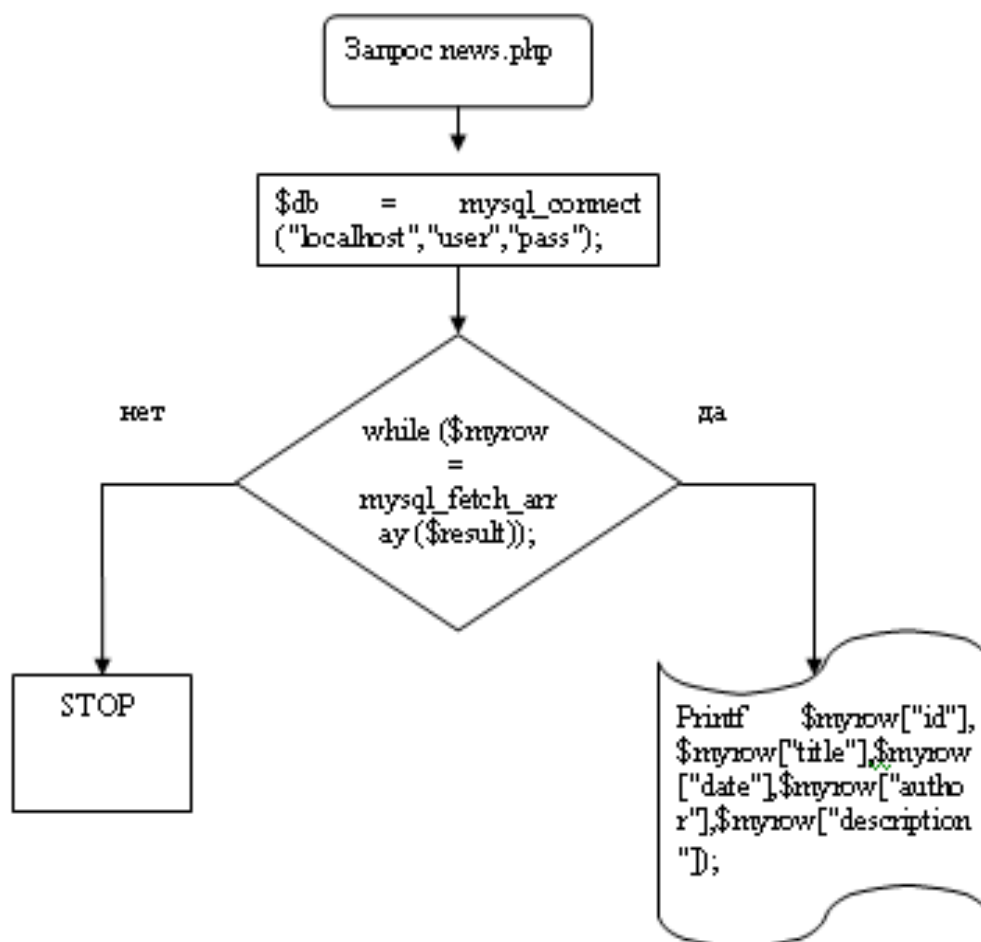 Запрос news.php
$db = mysql_connect
("localhost","user","pass");
нет
да
while ($myrow
=
mysql_fetch_arr
ay ($result));
STOP
Printf $myrow["id"],
$myrow["title"],$myrow
["date"],$myrow["autho
r"],$myrow["description
"]);